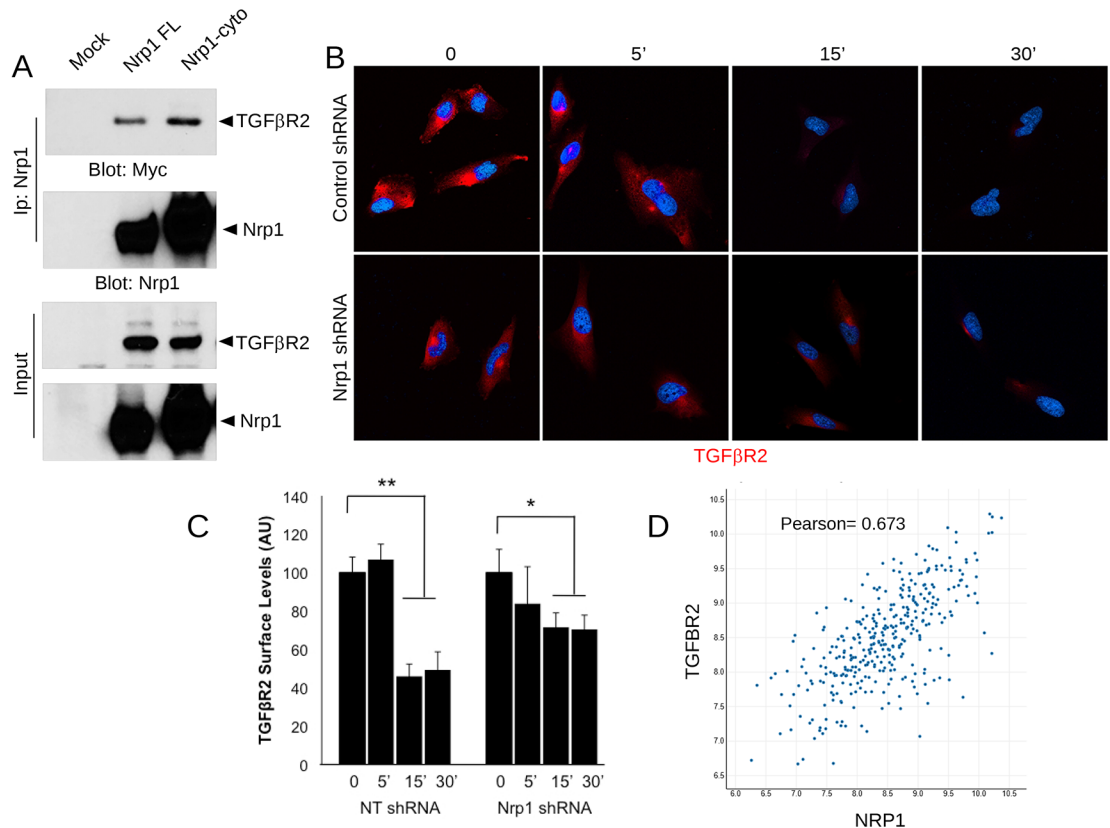 A
Mock
Nrp1 FL
Nrp1-cyto
Ip: Nrp1
TGFβR2
Blot: Myc
Nrp1
Blot: Nrp1
Input
TGFβR2
Nrp1
B
0 5’ 15’ 30’
Control shRNA
Nrp1 shRNA
TGFβR2
C
TGFβR2 Surface Levels (AU)
140
120
100
80
60
40
20
0
**
*
0 5’ 15’ 30’ 0 5’ 15’ 30’
NT shRNA Nrp1 shRNA
D
Pearson= 0.673
TGFBR2
10.5
10.0
9.5
9.0
8.5
8.0
7.5
7.0
6.5
6.0 6.5 7.0 7.5 8.0 8.5 9.0 9.5 10.0 10.5
NRP1